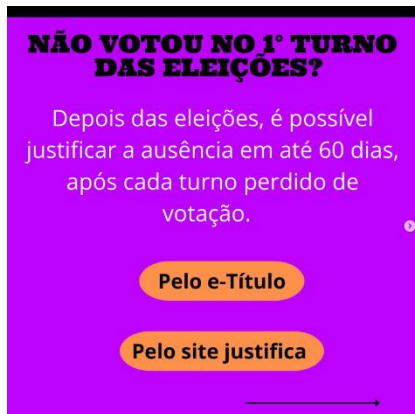 NÃO VOTOU NO 1° TURNO
DAS ELEIÇÕES?
Depois das eleições, é possível
justificar a ausência em até 60 dias,
após cada turno perdido de
votação.
Pelo e-Título
Pelo site justifica